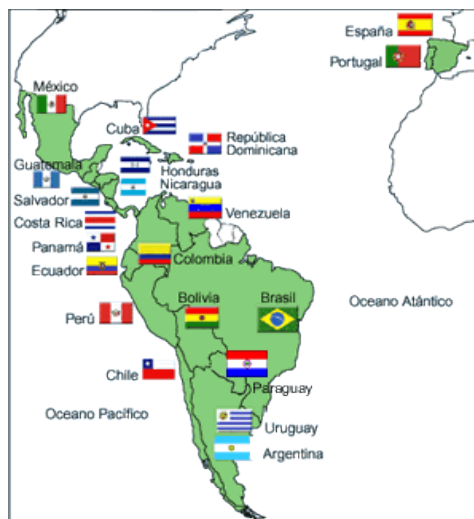 España
Portugal
México
Cuba
República
Dominicana
Guatemala
Honduras
Nicaragua
Salvador
Costa Rica
Venezuela
Panamá
Colombia
Ecuador
Bolivia
Brasil
Oceano Atántico
Perú
Chile
Paraguay
Oceano Pacífico
Uruguay
Argentina